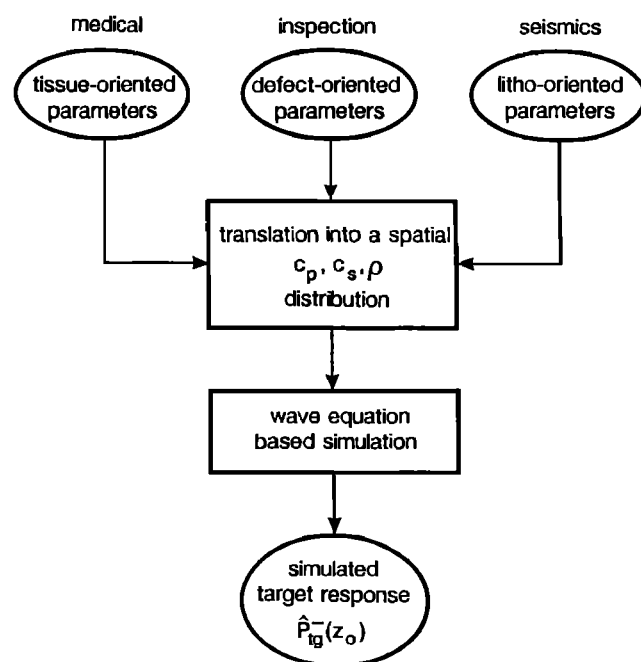 medical
inspection
seismics
tissue-oriented
parameters
defect-oriented
parameters
litho-oriented
parameters
translation into a spatial
c_p, c_s, ρ
distribution
wave equation
based simulation
simulated
target response
P̂⁻_tg(z_o)